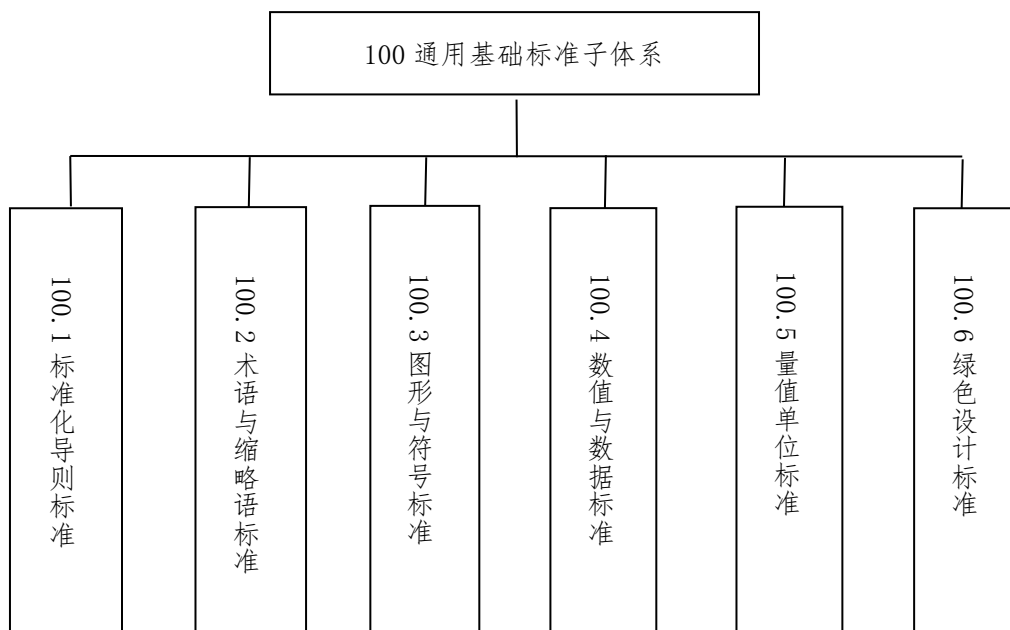 100 通用基础标准子体系
100.1 标准化导则标准
100.2 术语与缩略语标准
100.3 图形与符号标准
100.4 数值与数据标准
100.5 量值单位标准
100.6 绿色设计标准